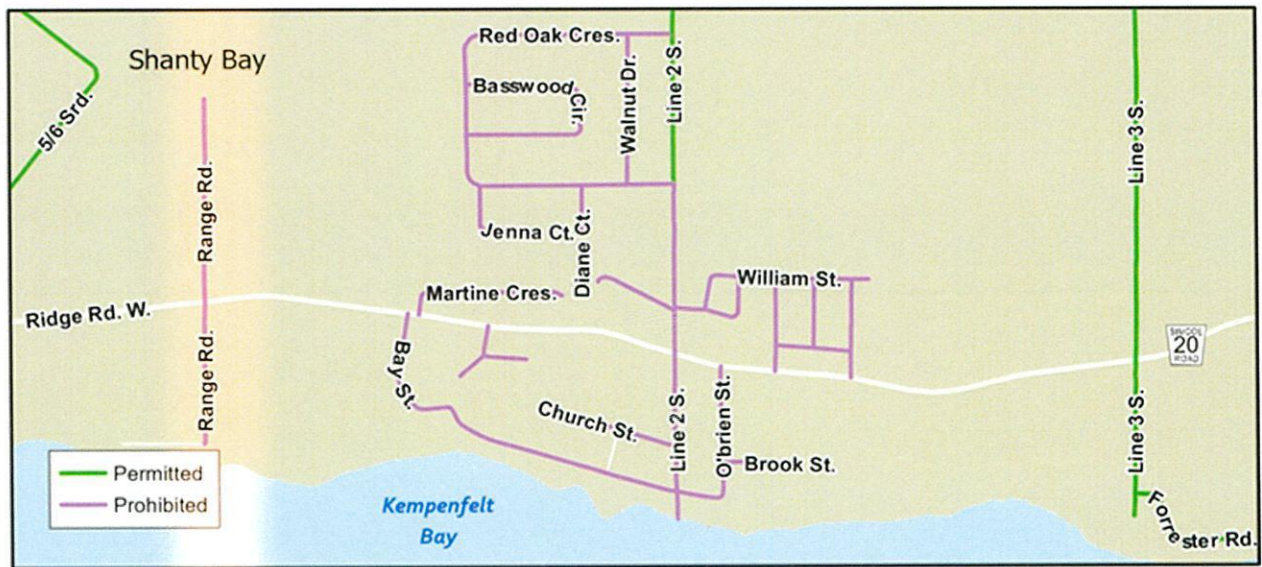 Shanty Bay
5/6 Srd.
Range Rd.
Range Rd.
Ridge Rd. W.
Red Oak Cres.
Basswood Cir.
Walnut Dr.
Line 2 S.
Jenna Ct.
Diane Ct.
Martine Cres.
William St.
Bay St.
Church St.
Line 2 S.
O'brien St.
Brook St.
Line 3 S.
SIMCOE
20
ROAD
Line 3 S.
Forrester Rd.
Kempenfelt
Bay
Permitted
Prohibited